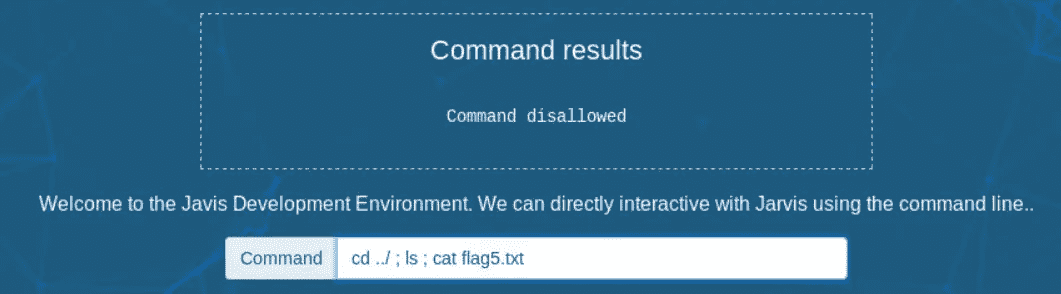 Command results
Command disallowed
Welcome to the Javis Development Environment. We can directly interactive with Jarvis using the command line..
Command cd ../ ; ls ; cat flag5.txt